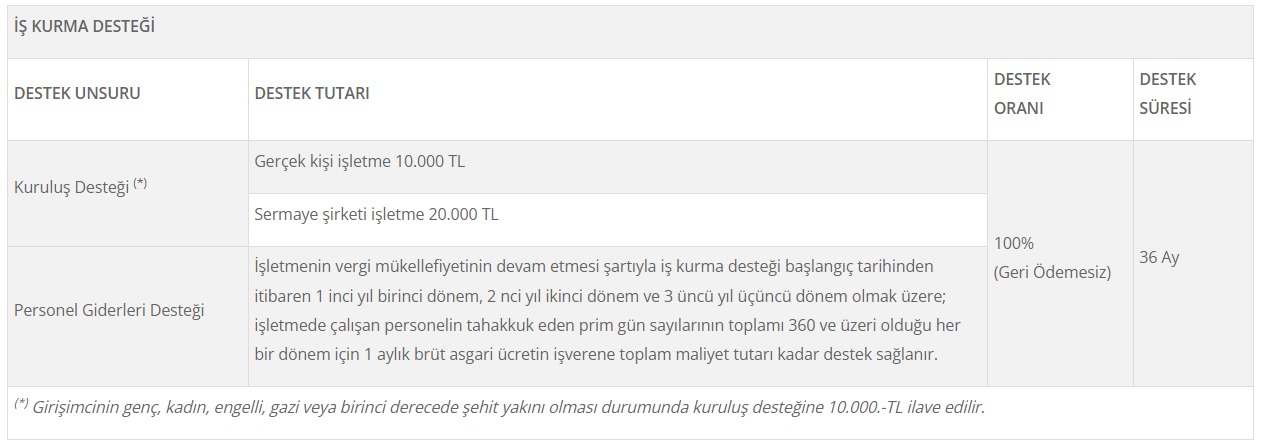 İŞ KURMA DESTEĞİ
DESTEK UNSURU
DESTEK TUTARI
DESTEK
ORANI
DESTEK
SÜRESİ
Kuruluş Desteği (*)
Gerçek kişi işletme 10.000 TL
Sermaye şirketi işletme 20.000 TL
100%
(Geri Ödemesiz)
36 Ay
Personel Giderleri Desteği
İşletmenin vergi mükellefiyetinin devam etmesi şartıyla iş kurma desteği başlangıç tarihinden
itibaren 1 inci yıl birinci dönem, 2 nci yıl ikinci dönem ve 3 üncü yıl üçüncü dönem olmak üzere;
işletmede çalışan personelin tahakkuk eden prim gün sayılarının toplamı 360 ve üzeri olduğu her
bir dönem için 1 aylık brüt asgari ücretin işverene toplam maliyet tutarı kadar destek sağlanır.
(*) Girişimcinin genç, kadın, engelli, gazi veya birinci derecede şehit yakını olması durumunda kuruluş desteğine 10.000.-TL ilave edilir.